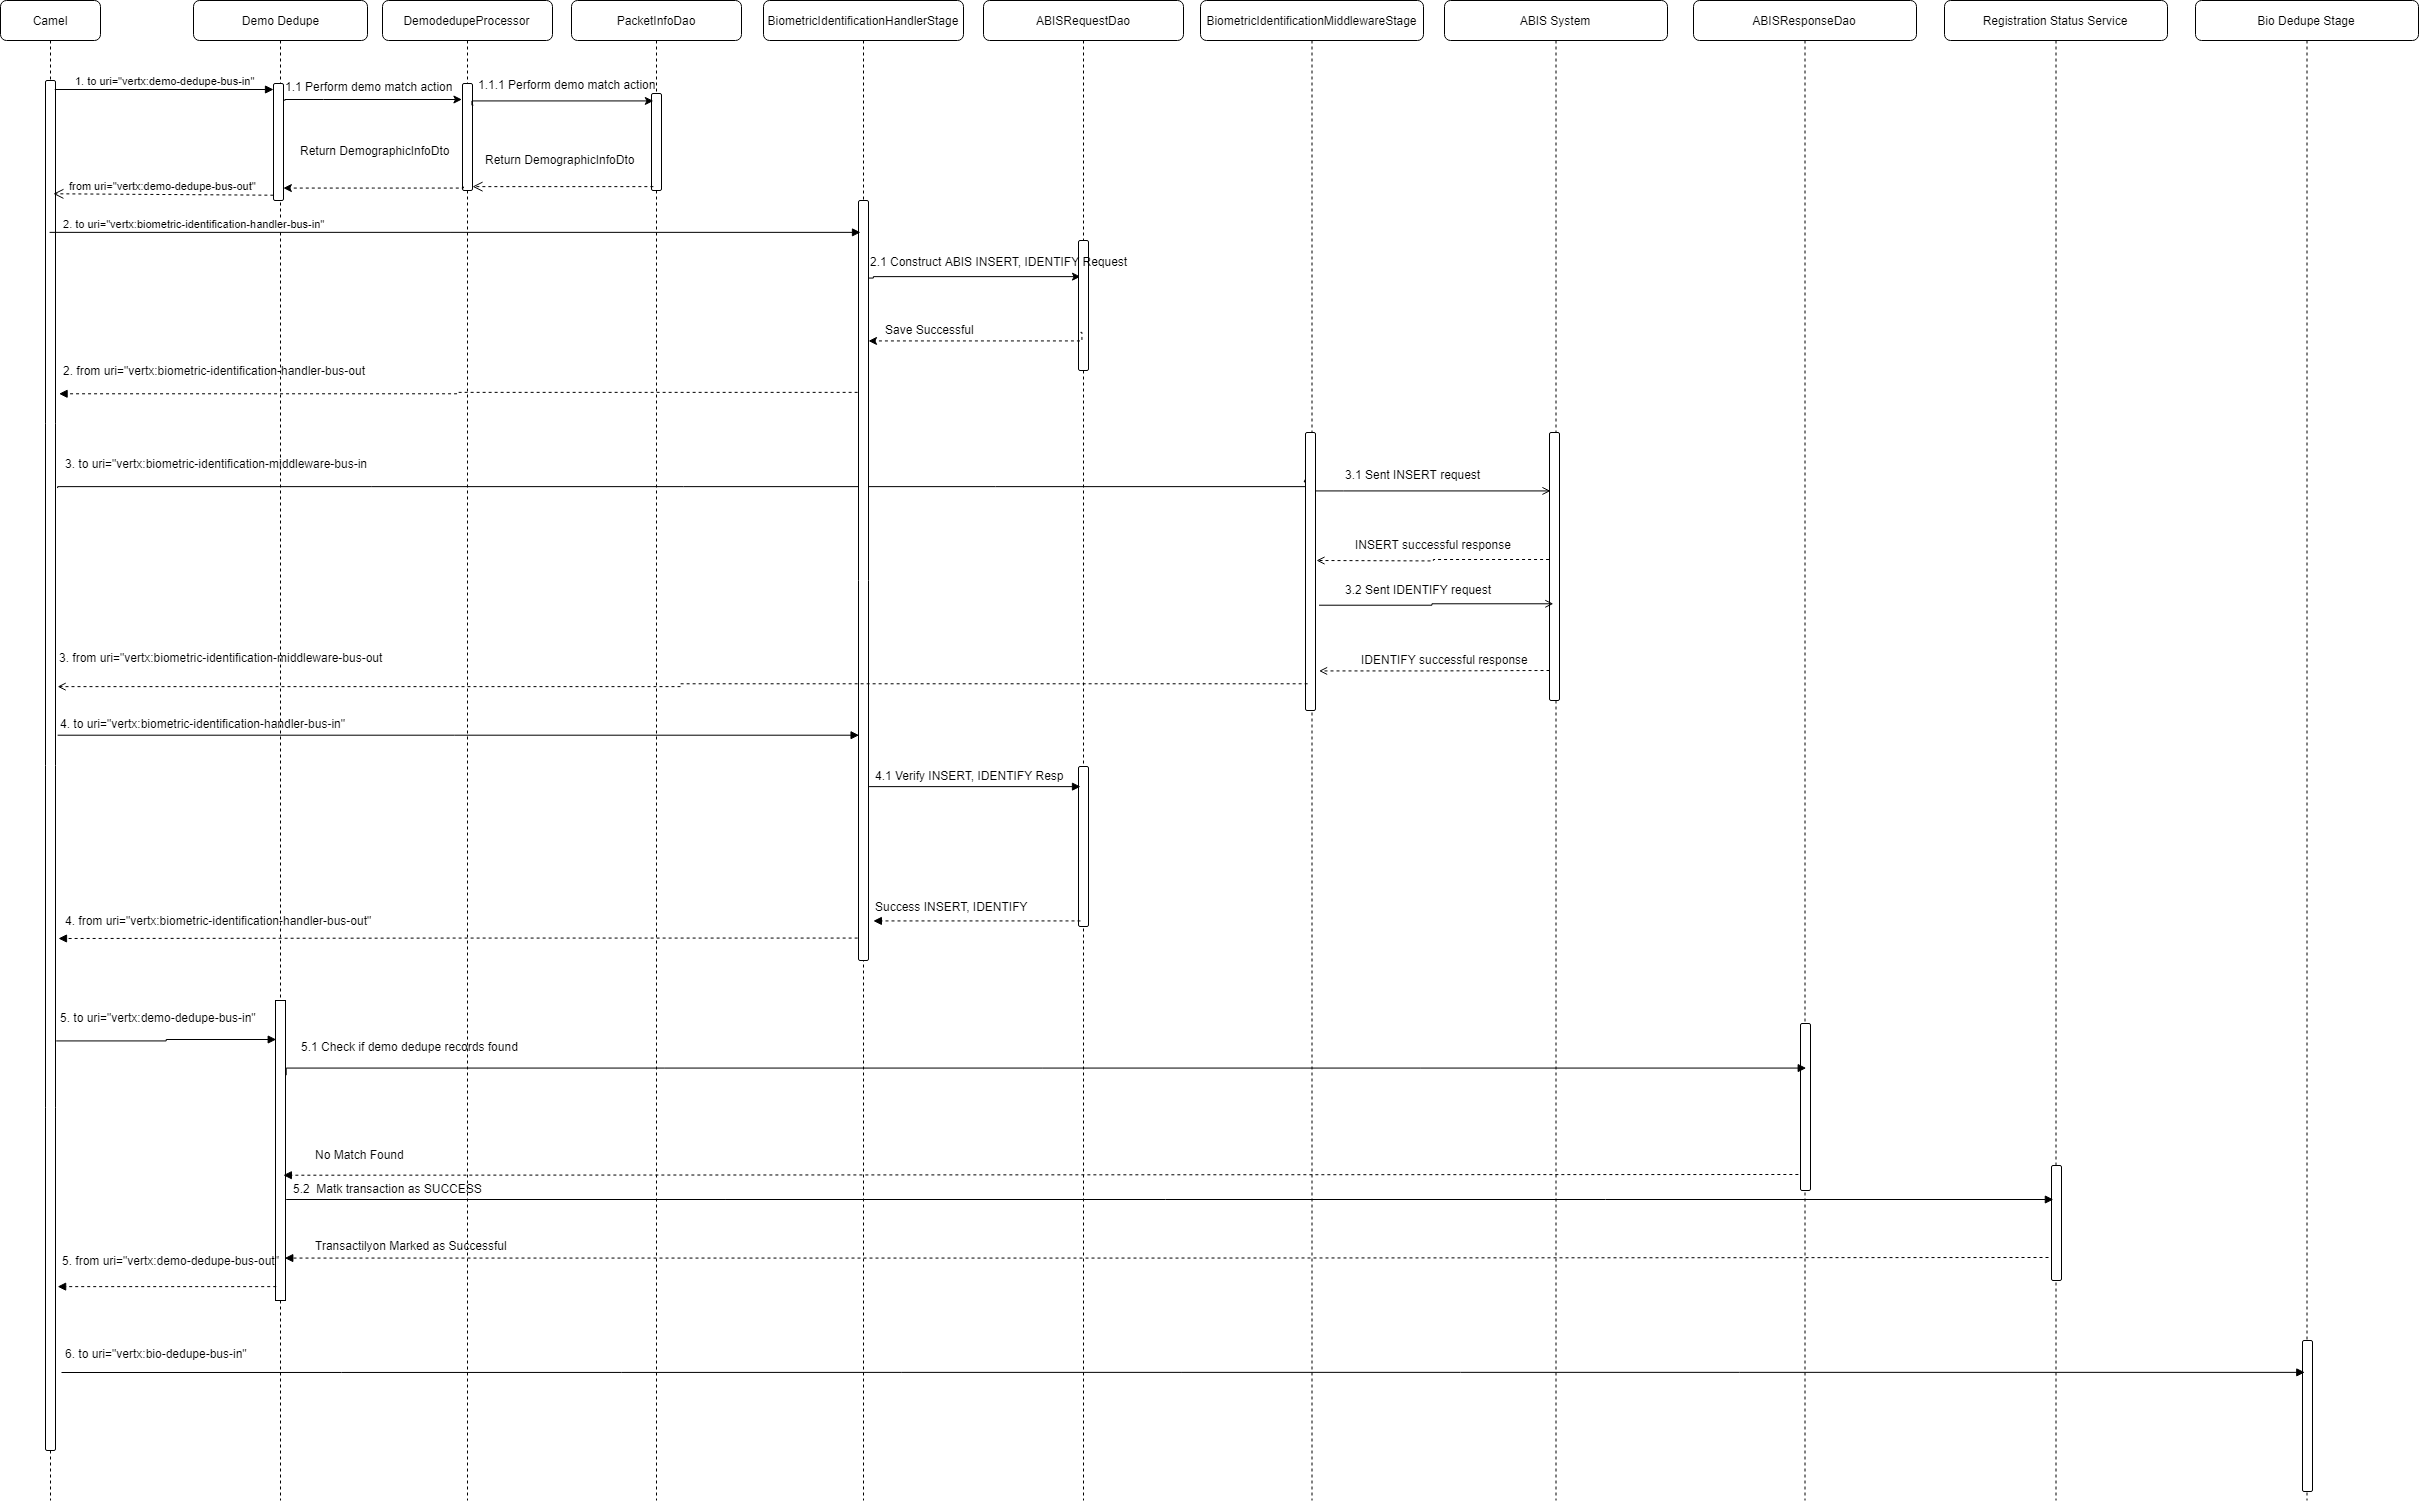 Camel
Demo Dedupe
DemodedupeProcessor
PacketInfoDao
BiometricIdentificationHandlerStage
ABISRequestDao
BiometricIdentificationMiddlewareStage
ABIS System
ABISResponseDao
Registration Status Service
Bio Dedupe Stage
1. to uri="vertx:demo-dedupe-bus-in"
1.1 Perform demo match action
1.1.1 Perform demo match action
Return DemographicInfoDto
Return DemographicInfoDto
from uri="vertx:demo-dedupe-bus-out"
2. to uri="vertx:biometric-identification-handler-bus-in"
2.1 Construct ABIS INSERT, IDENTIFY Request
Save Successful
2. from uri="vertx:biometric-identification-handler-bus-out
3. to uri="vertx:biometric-identification-middleware-bus-in
3.1 Sent INSERT request
INSERT successful response
3.2 Sent IDENTIFY request
3. from uri="vertx:biometric-identification-middleware-bus-out
IDENTIFY successful response
4. to uri="vertx:biometric-identification-handler-bus-in"
4.1 Verify INSERT, IDENTIFY Resp
Success INSERT, IDENTIFY
4. from uri="vertx:biometric-identification-handler-bus-out"
5. to uri="vertx:demo-dedupe-bus-in"
5.1 Check if demo dedupe records found
No Match Found
5.2  Matk transaction as SUCCESS
Transactilyon Marked as Successful
5. from uri="vertx:demo-dedupe-bus-out"
6. to uri="vertx:bio-dedupe-bus-in"